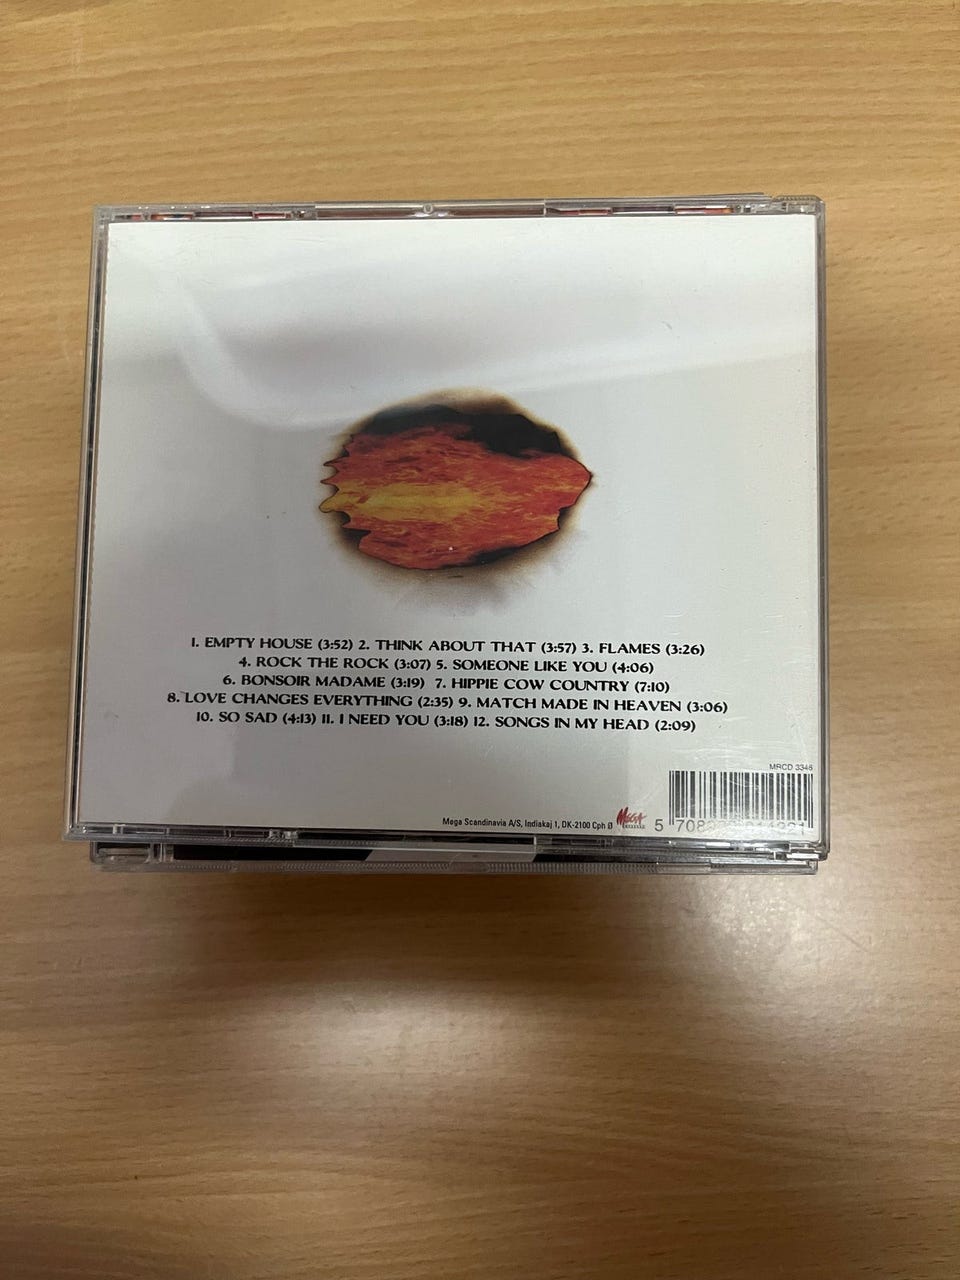 1. EMPTY HOUSE (3:52) 2. THINK ABOUT THAT (3:57) 3. FLAMES (3:26)
4. ROCK THE ROCK (3:07) 5. SOMEONE LIKE YOU (4:06)
6. BONSOIR MADAME (3:19) 7. HIPPIE COW COUNTRY (7:10)
8. LOVE CHANGES EVERYTHING (2:35) 9. MATCH MADE IN HEAVEN (3:06)
10. SO SAD (4:13) 11. I NEED YOU (3:18) 12. SONGS IN MY HEAD (2:09)
MRCD 3346
Mega Scandinavia A/S, Indiakaj 1, DK-2100 Cph Ø MEGA
5